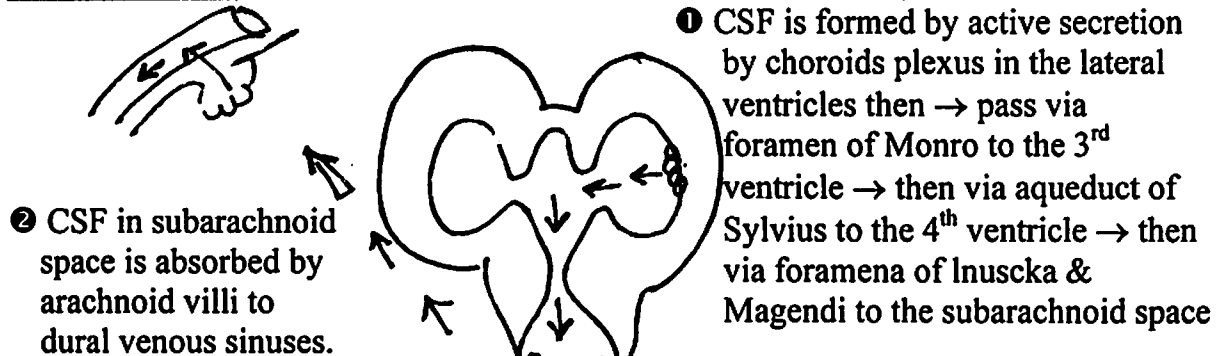 ❶ CSF is formed by active secretion
by choroids plexus in the lateral
ventricles then → pass via
foramen of Monro to the 3rd
ventricle → then via aqueduct of
Sylvius to the 4th ventricle → then
via foramena of lnuscka &
Magendi to the subarachnoid space
❷ CSF in subarachnoid
space is absorbed by
arachnoid villi to
dural venous sinuses.